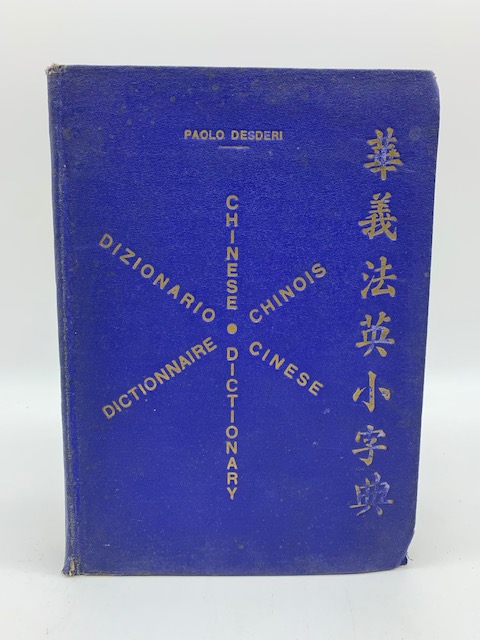 PAOLO DESDERI
CHINESE DICTIONARY
DIZIONARIO CINESE
DICTIONNAIRE CHINOIS
華義法英小字典